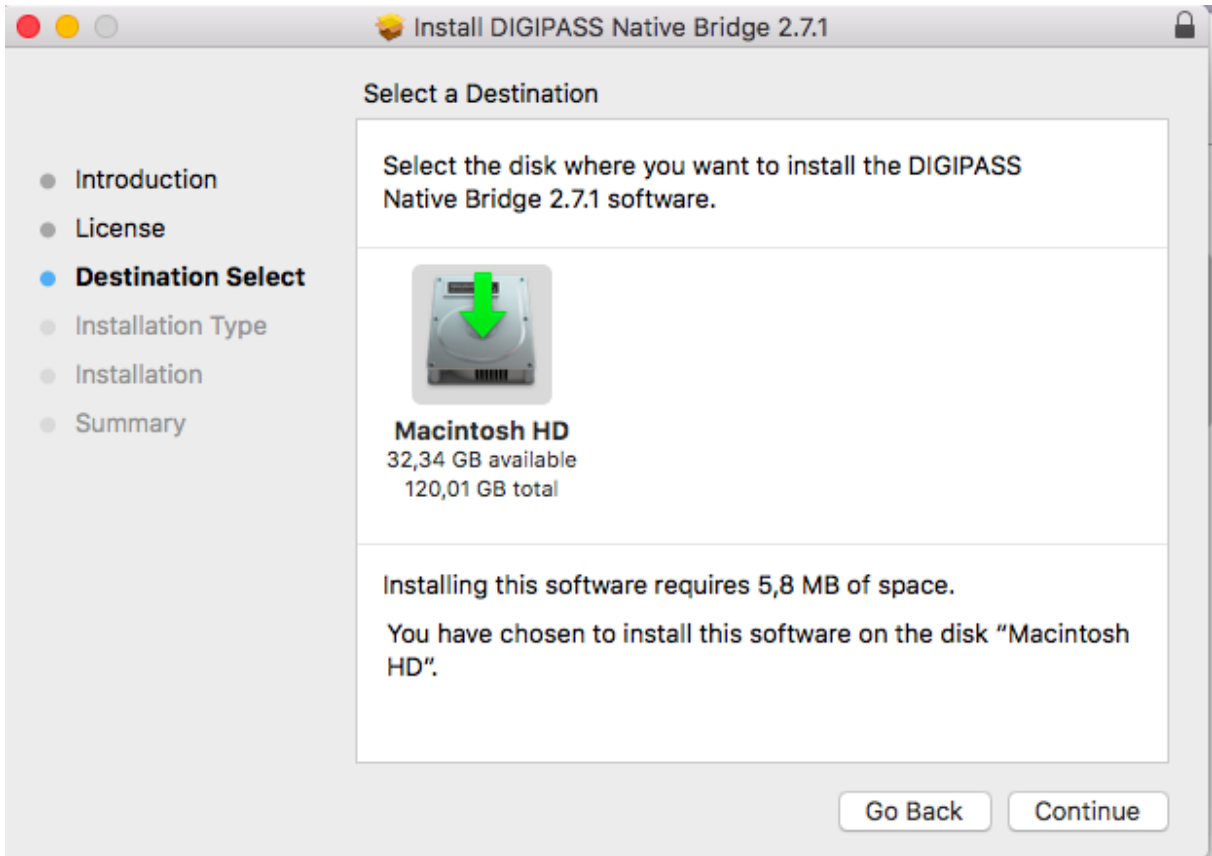 Install DIGIPASS Native Bridge 2.7.1
Select a Destination
Introduction
License
Destination Select
Installation Type
Installation
Summary
Select the disk where you want to install the DIGIPASS
Native Bridge 2.7.1 software.
Macintosh HD
32,34 GB available
120,01 GB total
Installing this software requires 5,8 MB of space.
You have chosen to install this software on the disk “Macintosh
HD”.
Go Back
Continue